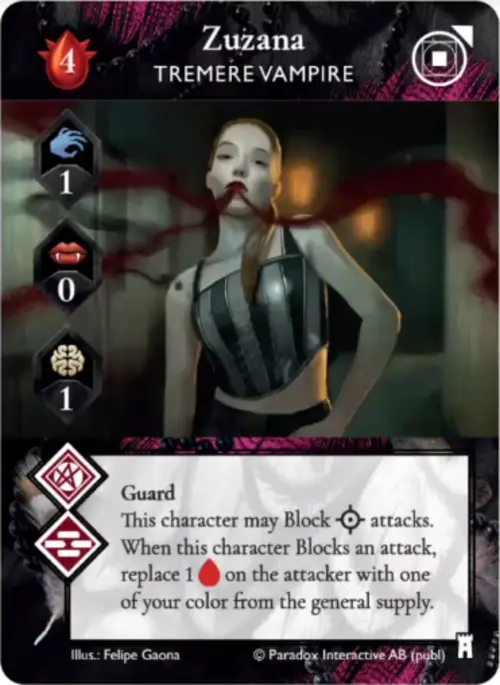 Zuzana
4
TREMERE VAMPIRE
1
0
1
Guard
This character may Block attacks.
When this character Blocks an attack,
replace 1 on the attacker with one
of your color from the general supply.
Illus.: Felipe Gaona © Paradox Interactive AB (publ)